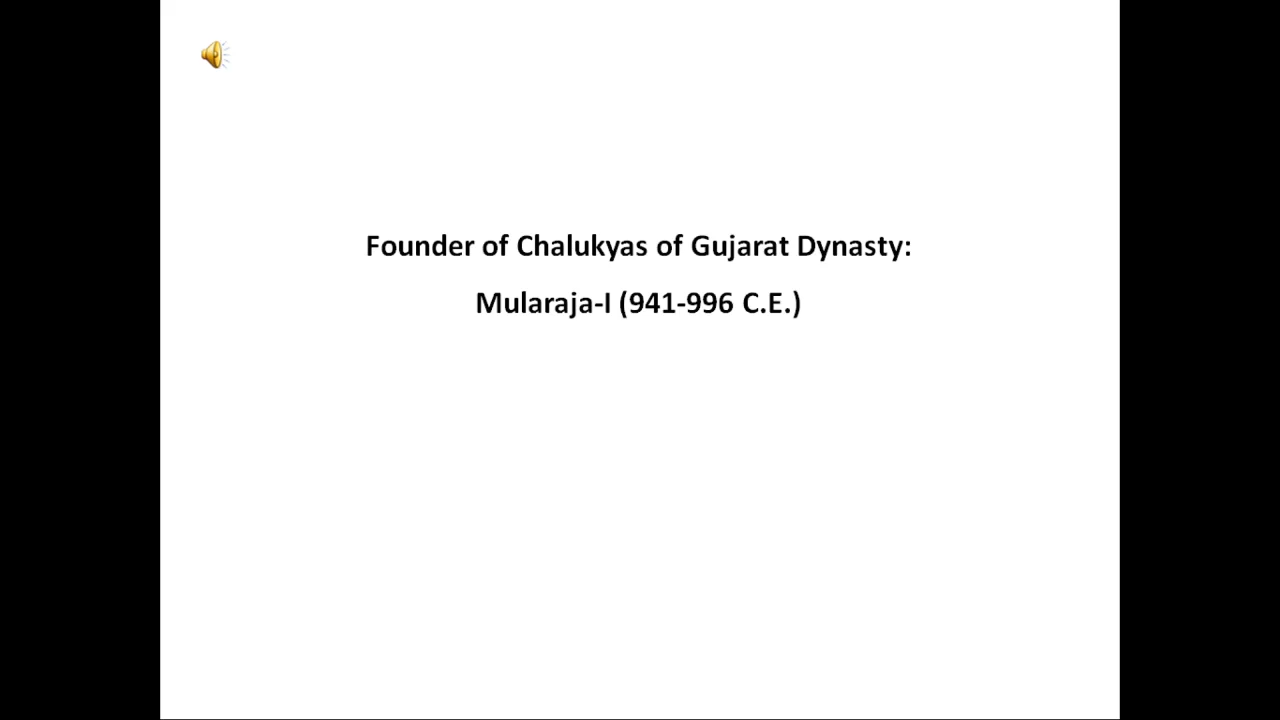 Founder of Chalukyas of Gujarat Dynasty:
Mularaja-I (941-996 C.E.)